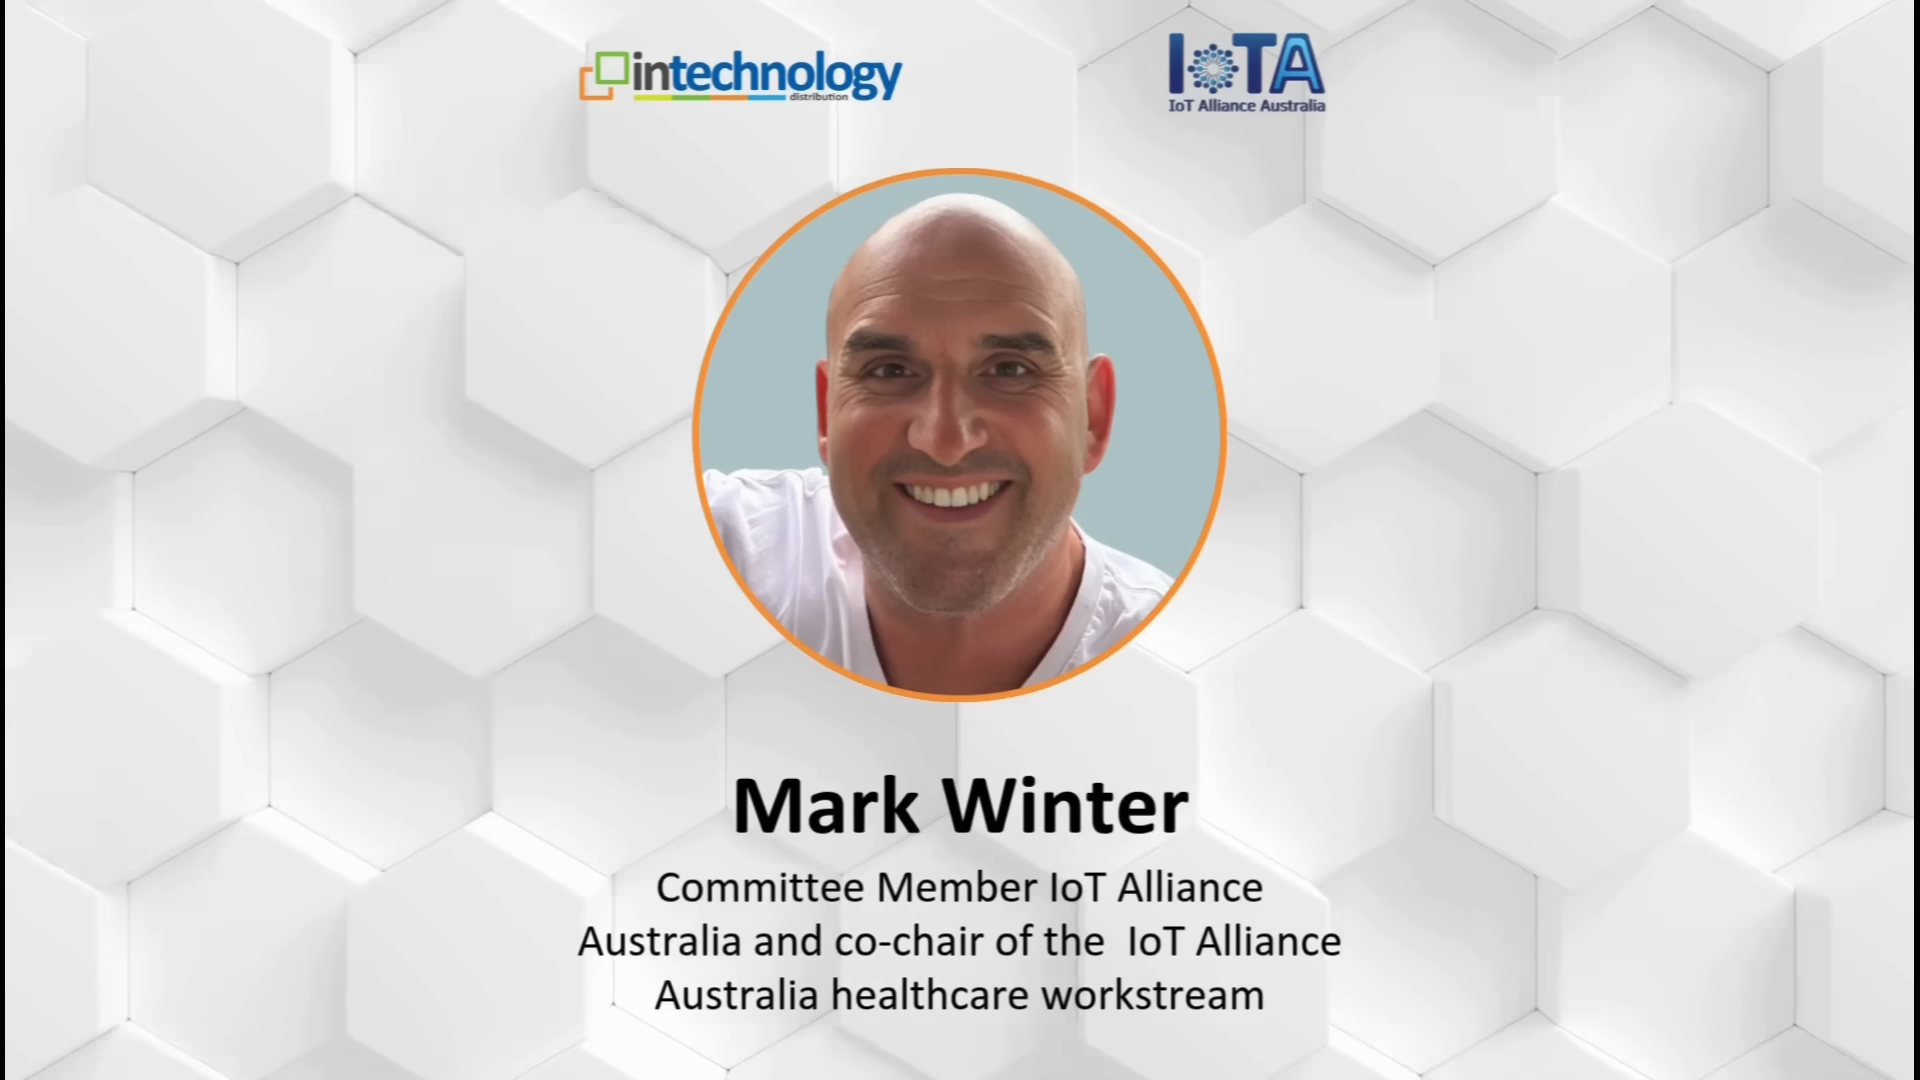 intechnology
distribution
IoTA
IoT Alliance Australia
Mark Winter
Committee Member IoT Alliance
Australia and co-chair of the IoT Alliance
Australia healthcare workstream